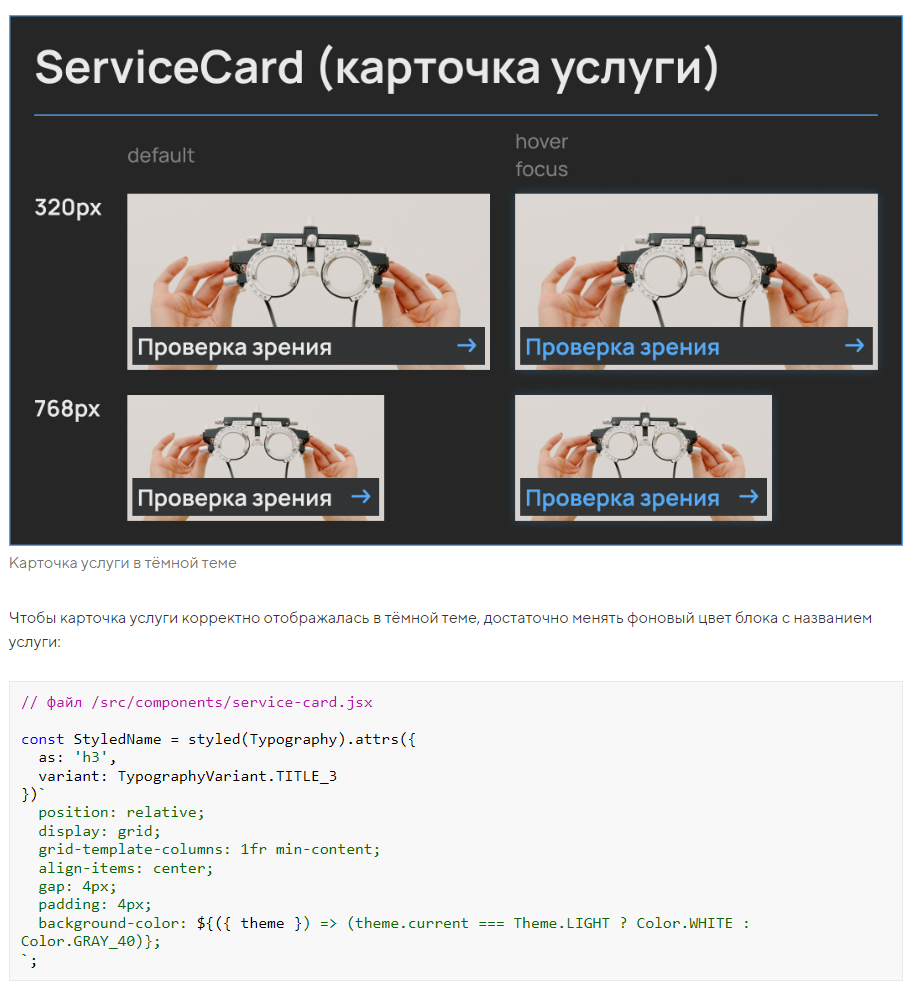 ServiceCard (карточка услуги)
default
hover
focus
320px
Проверка зрения →
Проверка зрения →
768px
Проверка зрения →
Проверка зрения →
Карточка услуги в тёмной теме
Чтобы карточка услуги корректно отображалась в тёмной теме, достаточно менять фоновый цвет блока с названием
услуги:
// файл /src/components/service-card.jsx
const StyledName = styled(Typography).attrs({
  as: 'h3',
  variant: TypographyVariant.TITLE_3
})`
  position: relative;
  display: grid;
  grid-template-columns: 1fr min-content;
  align-items: center;
  gap: 4px;
  padding: 4px;
  background-color: ${({ theme }) => (theme.current === Theme.LIGHT ? Color.WHITE :
Color.GRAY_40)};
`;